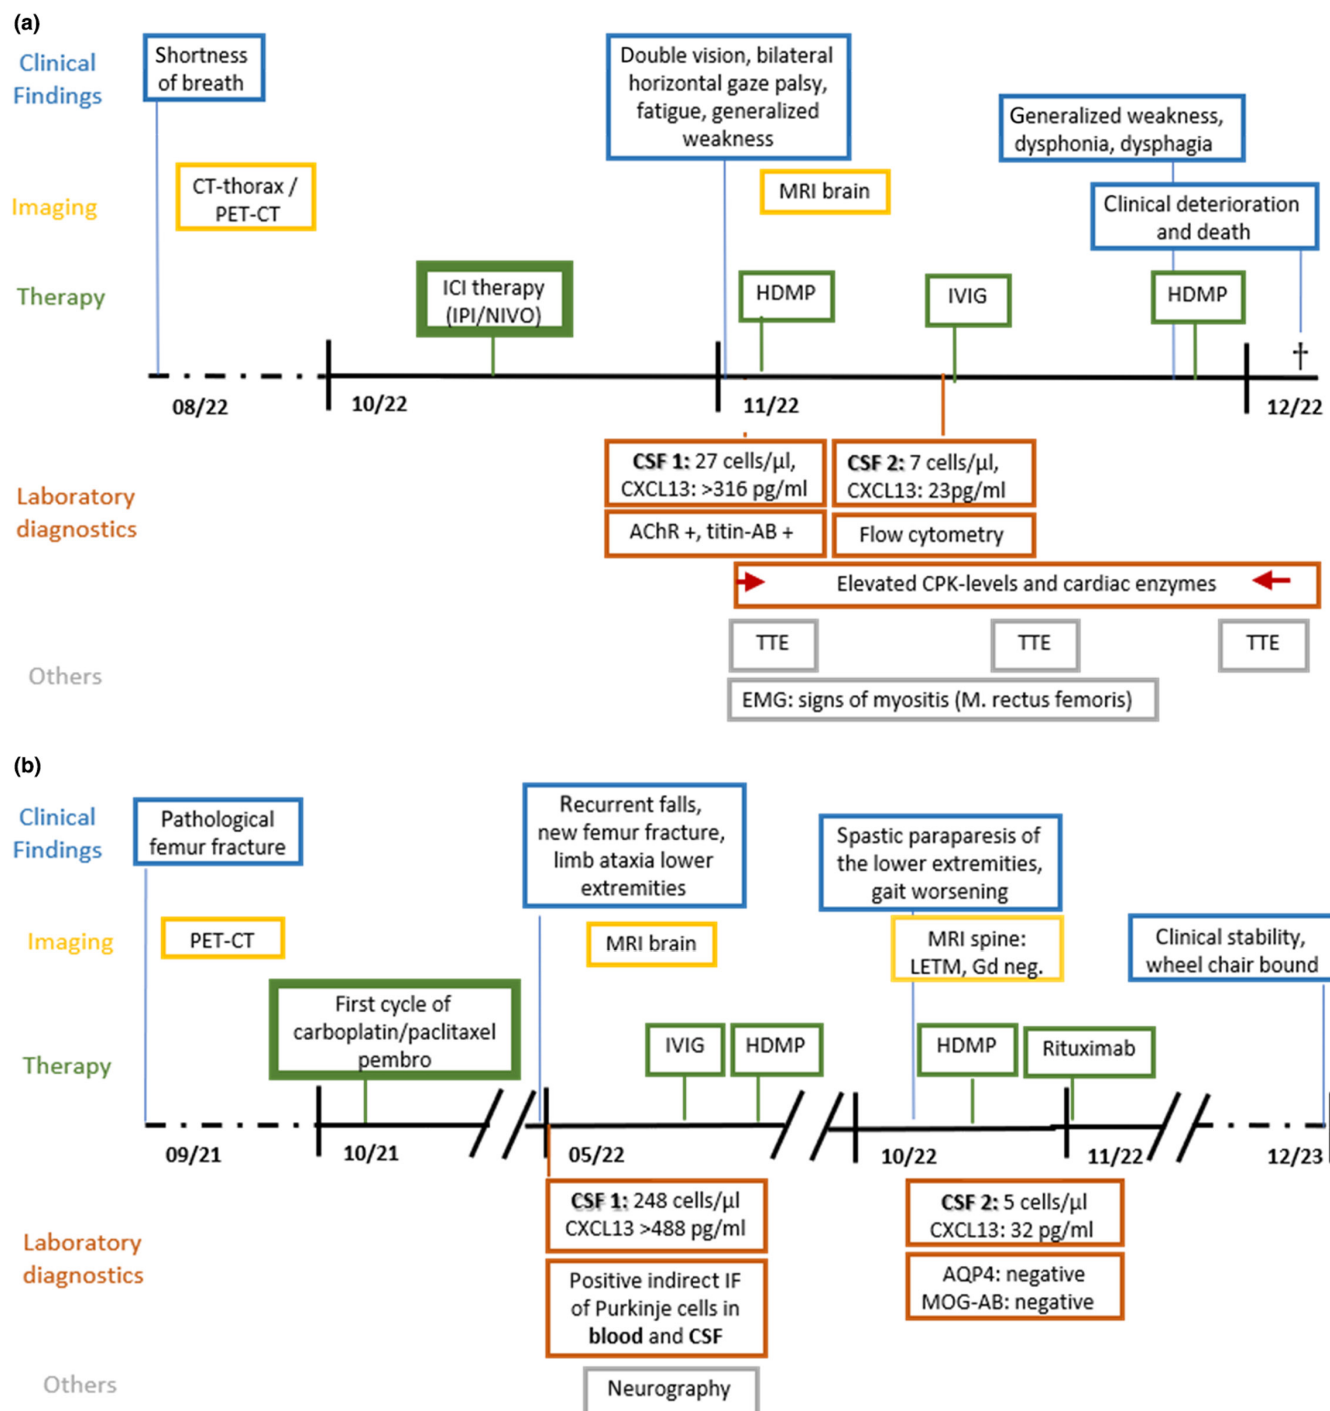 (a)
Clinical
Findings
Shortness
of breath
Double vision, bilateral
horizontal gaze palsy,
fatigue, generalized
weakness
Generalized weakness,
dysphonia, dysphagia
Clinical deterioration
and death
Imaging
CT-thorax /
PET-CT
MRI brain
Therapy
ICI therapy
(IPI/NIVO)
HDMP
IVIG
HDMP
†
08/22
10/22
11/22
12/22
Laboratory
diagnostics
CSF 1: 27 cells/µl,
CXCL13: >316 pg/ml
AChR +, titin-AB +
CSF 2: 7 cells/µl,
CXCL13: 23pg/ml
Flow cytometry
Elevated CPK-levels and cardiac enzymes
Others
TTE
TTE
TTE
EMG: signs of myositis (M. rectus femoris)
(b)
Clinical
Findings
Pathological
femur fracture
Recurrent falls,
new femur fracture,
limb ataxia lower
extremities
Spastic paraparesis of
the lower extremities,
gait worsening
Clinical stability,
wheel chair bound
Imaging
PET-CT
MRI brain
MRI spine:
LETM, Gd neg.
Therapy
First cycle of
carboplatin/paclitaxel
pembro
IVIG
HDMP
HDMP
Rituximab
09/21
10/21
05/22
10/22
11/22
12/23
Laboratory
diagnostics
CSF 1: 248 cells/µl
CXCL13 >488 pg/ml
Positive indirect IF
of Purkinje cells in
blood and CSF
CSF 2: 5 cells/µl
CXCL13: 32 pg/ml
AQP4: negative
MOG-AB: negative
Others
Neurography